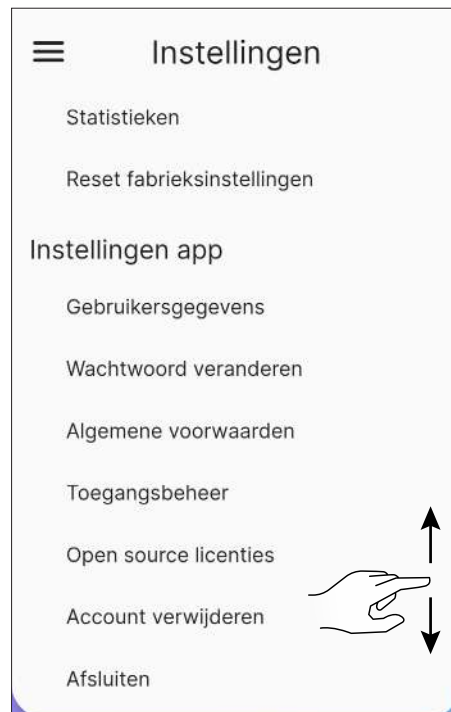 Instellingen
Statistieken
Reset fabrieksinstellingen
Instellingen app
Gebruikersgegevens
Wachtwoord veranderen
Algemene voorwaarden
Toegangsbeheer
Open source licenties
Account verwijderen
Afsluiten